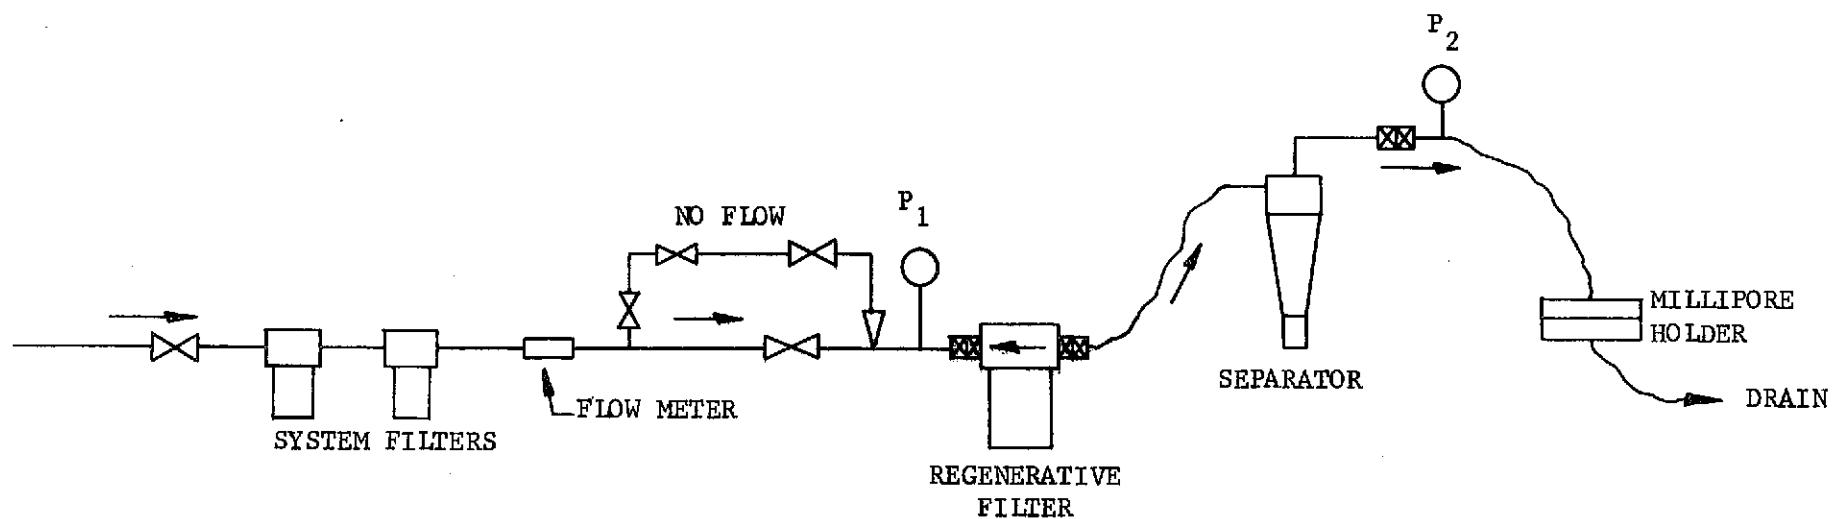 P2
P1
NO FLOW
MILLIPORE
HOLDER
SEPARATOR
DRAIN
FLOW METER
SYSTEM FILTERS
REGENERATIVE
FILTER